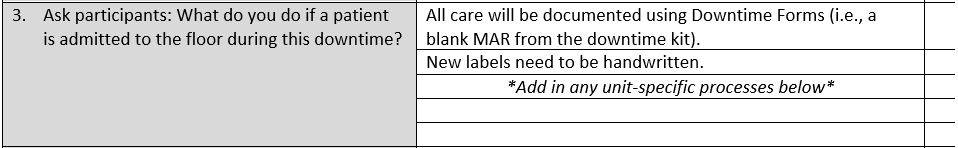 3. Ask participants: What do you do if a patient
is admitted to the floor during this downtime?
All care will be documented using Downtime Forms (i.e., a
blank MAR from the downtime kit).
New labels need to be handwritten.
*Add in any unit-specific processes below*